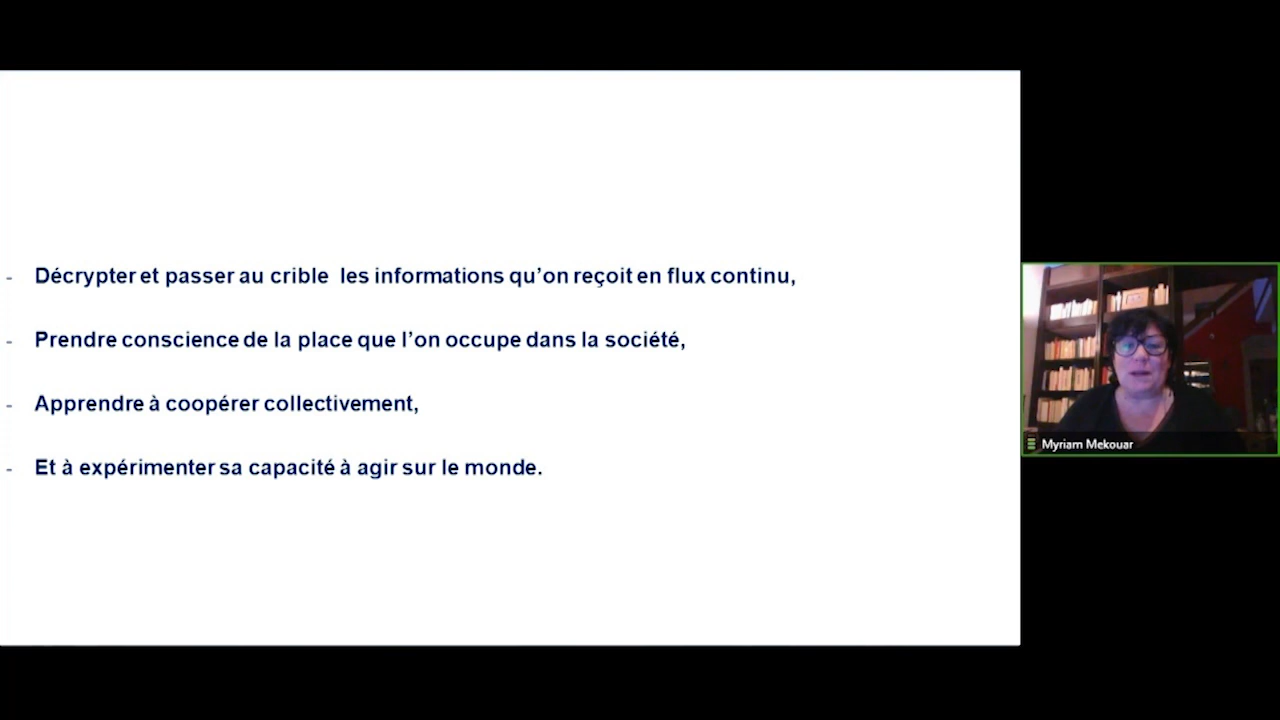 - Décrypter et passer au crible les informations qu'on reçoit en flux continu,
- Prendre conscience de la place que l'on occupe dans la société,
- Apprendre à coopérer collectivement,
- Et à expérimenter sa capacité à agir sur le monde.
Myriam Mekouar